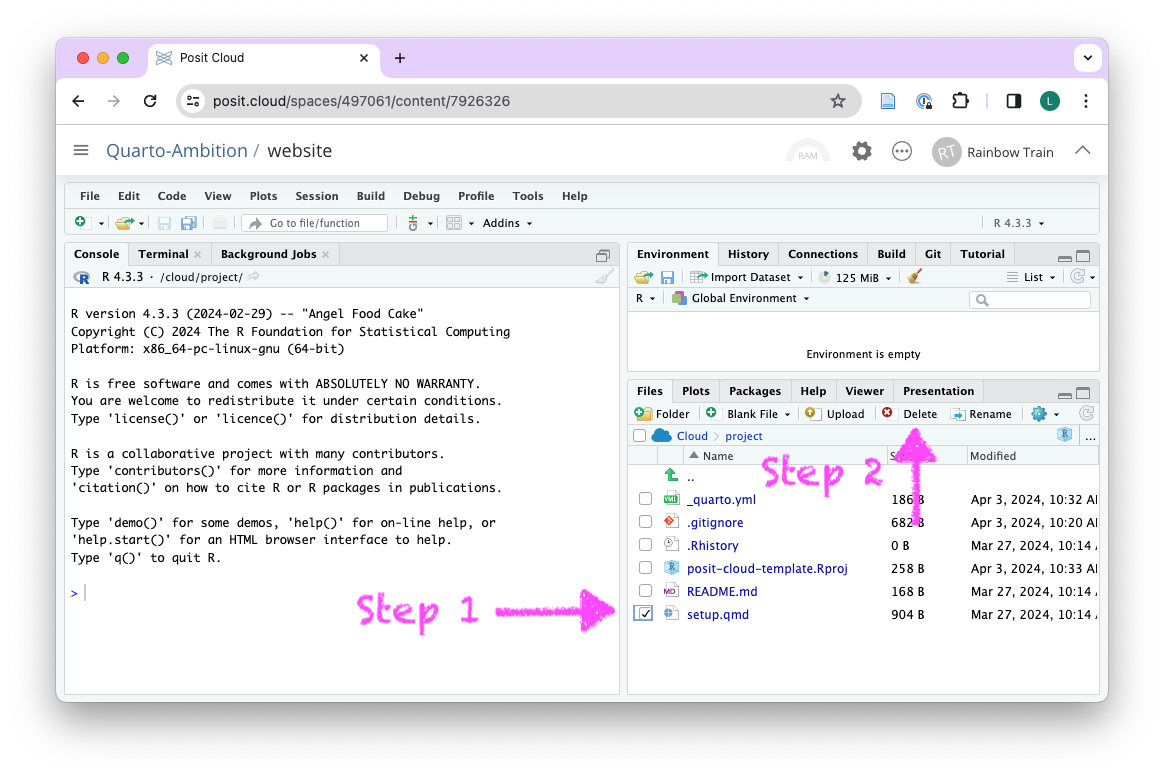 Posit Cloud
posit.cloud/spaces/497061/content/7926326
L
Quarto-Ambition / website
RAM
RT Rainbow Train
File Edit Code View Plots Session Build Debug Profile Tools Help
Go to file/function Addins R 4.3.3
Console Terminal Background Jobs
R 4.3.3 · /cloud/project/
R version 4.3.3 (2024-02-29) -- "Angel Food Cake"
Copyright (C) 2024 The R Foundation for Statistical Computing
Platform: x86_64-pc-linux-gnu (64-bit)
R is free software and comes with ABSOLUTELY NO WARRANTY.
You are welcome to redistribute it under certain conditions.
Type 'license()' or 'licence()' for distribution details.
R is a collaborative project with many contributors.
Type 'contributors()' for more information and
'citation()' on how to cite R or R packages in publications.
Type 'demo()' for some demos, 'help()' for on-line help, or
'help.start()' for an HTML browser interface to help.
Type 'q()' to quit R.
>
Step 1
Environment History Connections Build Git Tutorial
Import Dataset 125 MiB List
R Global Environment
Environment is empty
Files Plots Packages Help Viewer Presentation
Folder Blank File Upload Delete Rename
Cloud project ...
Name Modified
Step 2
..
_quarto.yml 186 B Apr 3, 2024, 10:32 A
.gitignore 682 B Apr 3, 2024, 10:20 A
.Rhistory 0 B Mar 27, 2024, 10:14
posit-cloud-template.Rproj 258 B Apr 3, 2024, 10:33 A
README.md 168 B Mar 27, 2024, 10:14
setup.qmd 904 B Mar 27, 2024, 10:14